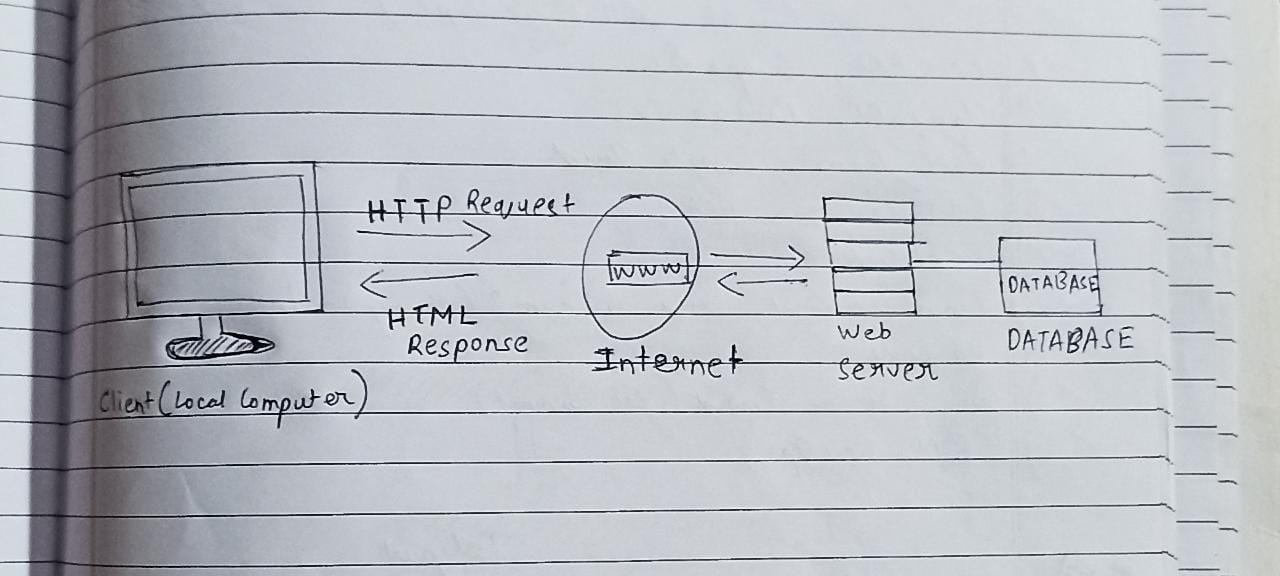 HTTP Request
HTML
Response
Client (Local Computer)
WWW
Internet
Web
Server
DATABASE
DATABASE